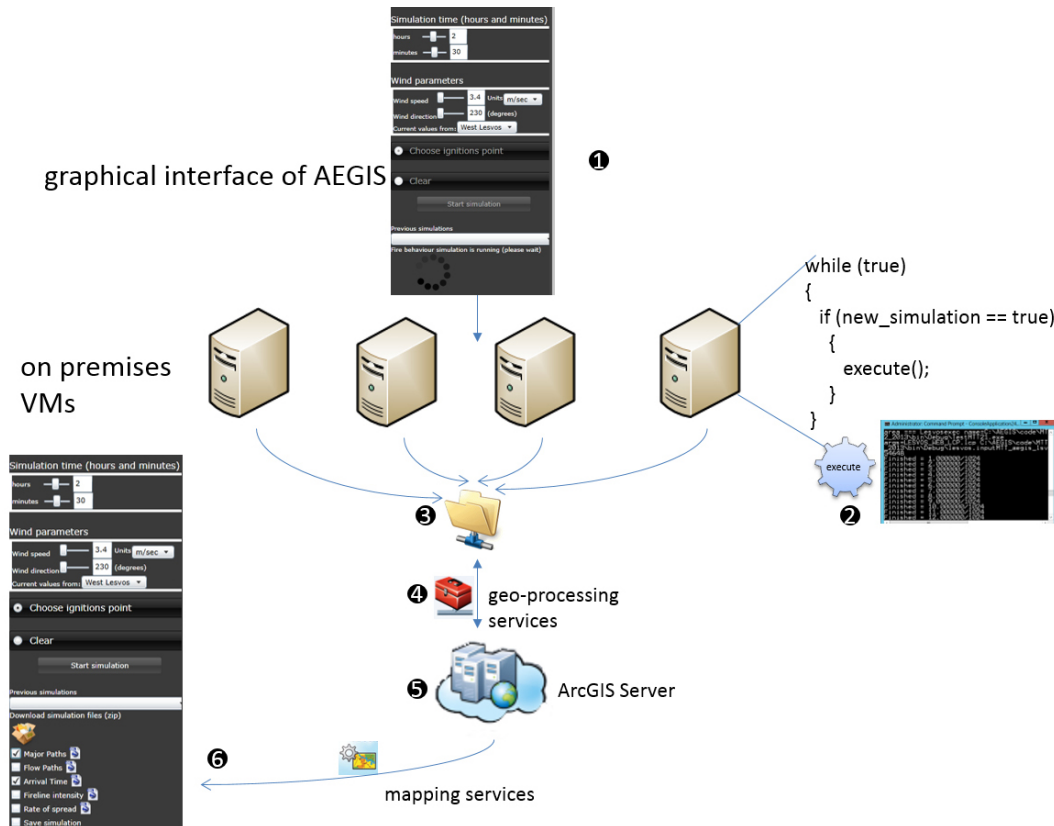 Simulation time (hours and minutes)
hours 2
minutes 30
Wind parameters
Wind speed 3.4 Units m/sec
Wind direction 230 (degrees)
Current values from: West Lesvos
Choose ignitions point
Clear
Start simulation
Previous simulations
Fire behaviour simulation is running (please wait)
graphical interface of AEGIS
❶
while (true)
{
if (new_simulation == true)
{
execute();
}
}
on premises
VMs
execute
❷
Administrator: Command Prompt - ConsoleApplication2A..
❸
❹
geo-processing
services
❺
ArcGIS Server
❻
mapping services
Simulation time (hours and minutes)
hours 2
minutes 30
Wind parameters
Wind speed 3.4 Units m/sec
Wind direction 230 (degrees)
Current values from: West Lesvos
Choose ignitions point
Clear
Start simulation
Previous simulations
Download simulation files (zip)
Major Paths
Flow Paths
Arrival Time
Fireline intensity
Rate of spread
Save simulation